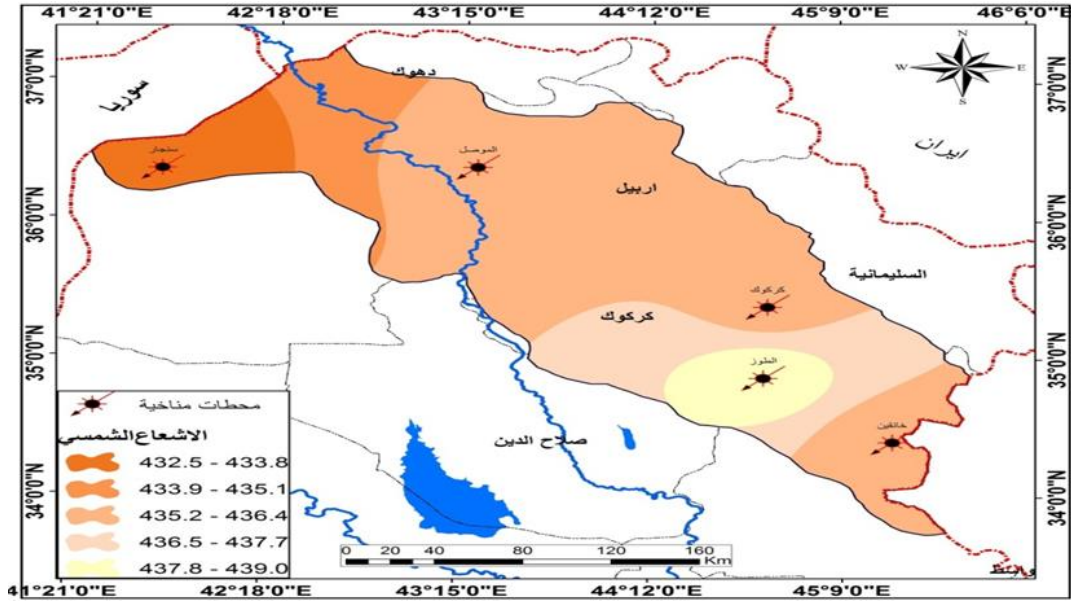 41°21'0"E 42°18'0"E 43°15'0"E 44°12'0"E 45°9'0"E 46°6'0"E
37°0'0"N
36°0'0"N
35°0'0"N
34°0'0"N
37°0'0"N
36°0'0"N
35°0'0"N
34°0'0"N
N
W E
S
سوريا
دهوك
ايران
سنجار
الموصل
اربيل
السليمانية
كركوك
كركوك
الطوز
خانقين
صلاح الدين
واسط
محطات مناخية
الاشعاع الشمسي
432.5 - 433.8
433.9 - 435.1
435.2 - 436.4
436.5 - 437.7
437.8 - 439.0
0 20 40 80 120 160
Km
41°21'0"E 42°18'0"E 43°15'0"E 44°12'0"E 45°9'0"E